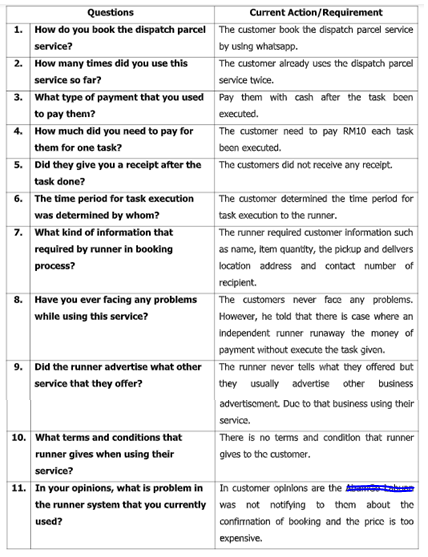 Questions
Current Action/Requirement
1. How do you book the dispatch parcel
service?
The customer book the dispatch parcel service
by using whatsapp.
2. How many times did you use this
service so far?
The customer already uses the dispatch parcel
service twice.
3. What type of payment that you used
to pay them?
Pay them with cash after the task been
executed.
4. How much did you need to pay for
them for one task?
The customer need to pay RM10 each task
been executed.
5. Did they give you a receipt after the
task done?
The customers did not receive any receipt.
6. The time period for task execution
was determined by whom?
The customer determined the time period for
task execution to the runner.
7. What kind of information that
required by runner in booking
process?
The runner required customer information such
as name, item quantity, the pickup and delivers
location address and contact number of
recipient.
8. Have you ever facing any problems
while using this service?
The customers never face any problems.
However, he told that there is case where an
independent runner runaway the money of
payment without execute the task given.
9. Did the runner advertise what other
service that they offer?
The runner never tells what they offered but
they usually advertise other business
advertisement. Due to that business using their
service.
10. What terms and conditions that
runner gives when using their
service?
There is no terms and condition that runner
gives to the customer.
11. In your opinions, what is problem in
the runner system that you currently
used?
In customer opinions are the
was not notifying to them about the
confirmation of booking and the price is too
expensive.